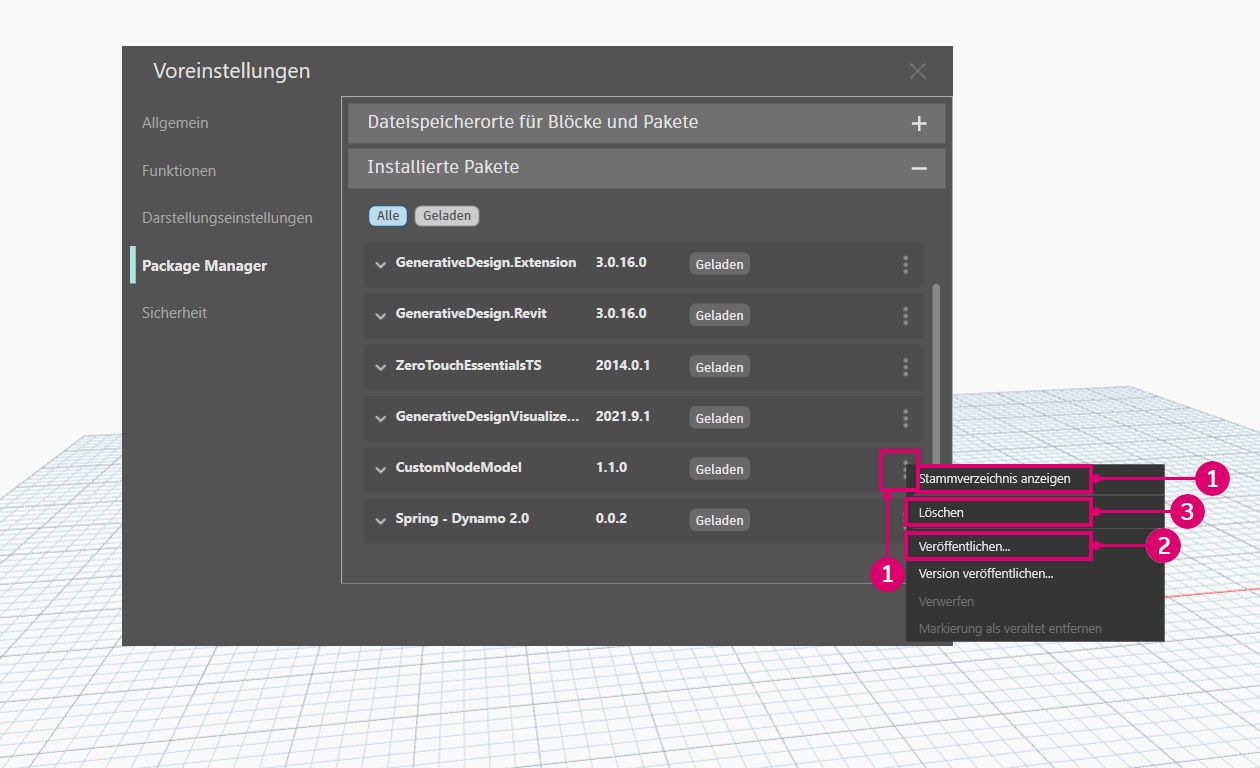 Voreinstellungen
Allgemein
Funktionen
Darstellungseinstellungen
Package Manager
Sicherheit
Dateispeicherorte für Blöcke und Pakete
Installierte Pakete
Alle Geladen
GenerativeDesign.Extension 3.0.16.0 Geladen
GenerativeDesign.Revit 3.0.16.0 Geladen
ZeroTouchEssentialsTS 2014.0.1 Geladen
GenerativeDesignVisualize... 2021.9.1 Geladen
CustomNodeModel 1.1.0 Geladen
Spring - Dynamo 2.0 0.0.2 Geladen
1
Stammverzeichnis anzeigen 1
Löschen 3
Veröffentlichen... 2
Version veröffentlichen...
Verwerfen
Markierung als veraltet entfernen